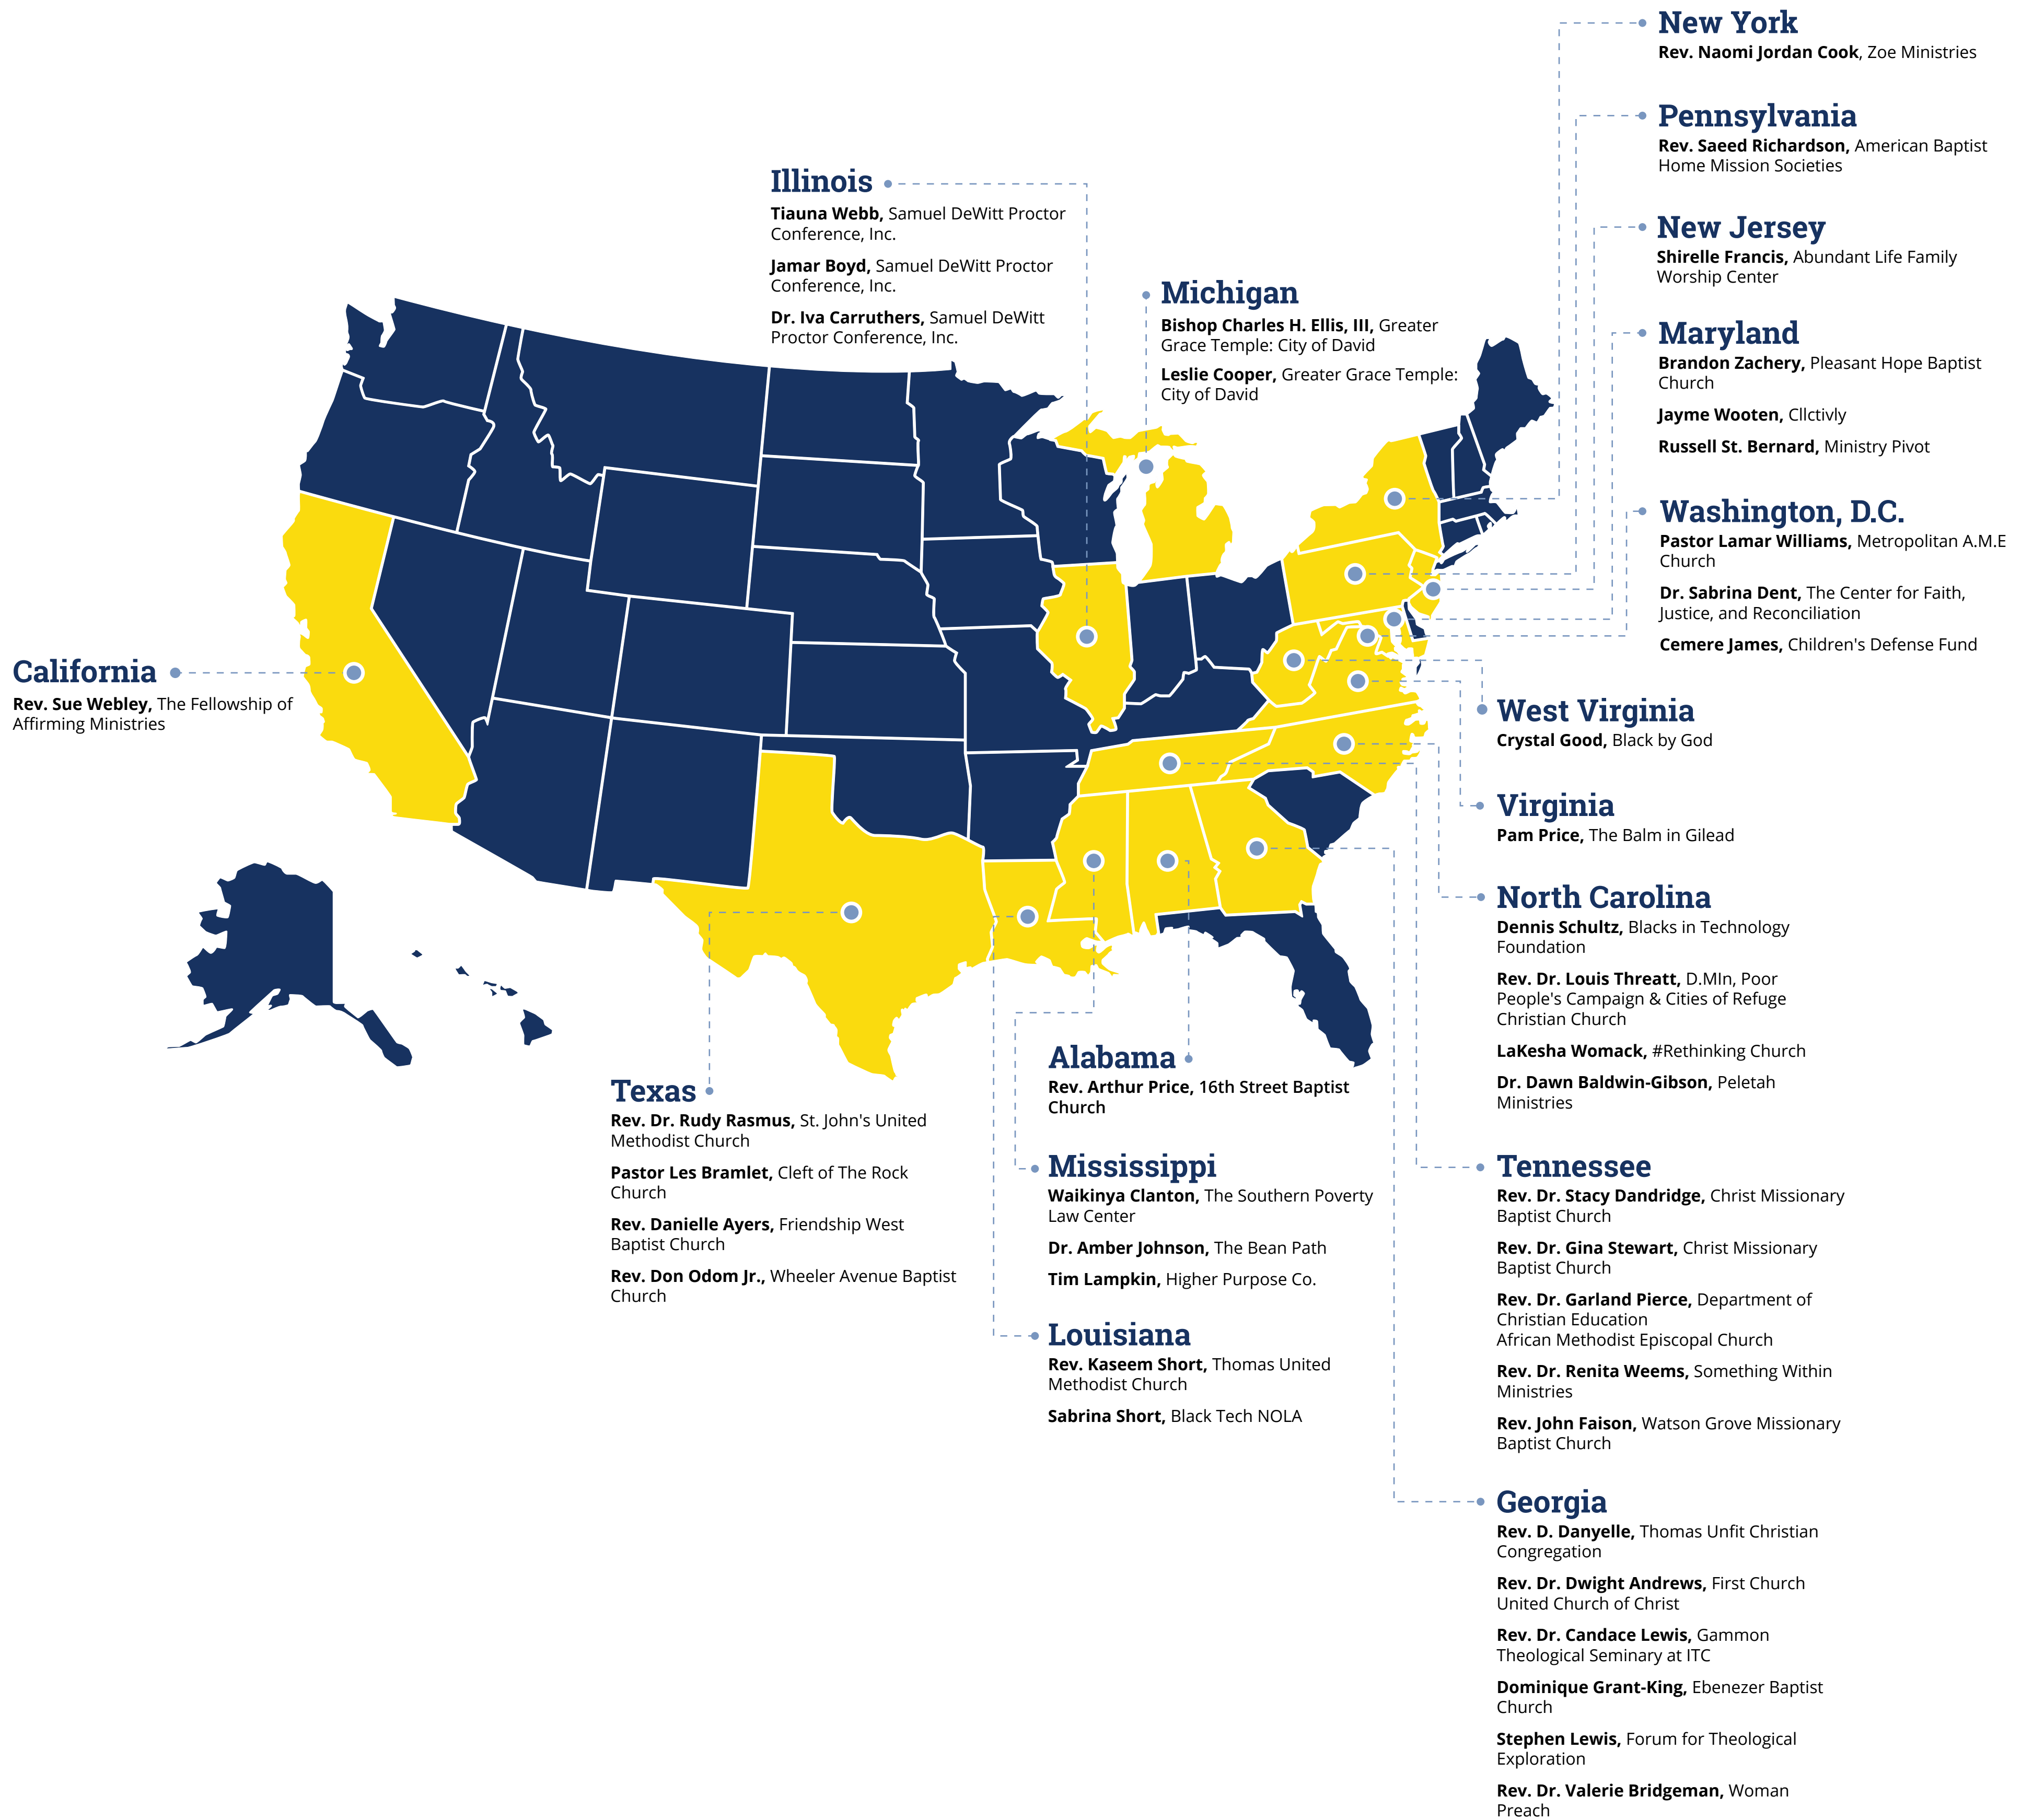 New York
Rev. Naomi Jordan Cook, Zoe Ministries
Pennsylvania
Rev. Saeed Richardson, American Baptist
Home Mission Societies
Illinois
Tiauna Webb, Samuel DeWitt Proctor
Conference, Inc.
Jamar Boyd, Samuel DeWitt Proctor
Conference, Inc.
Dr. Iva Carruthers, Samuel DeWitt
Proctor Conference, Inc.
New Jersey
Shirelle Francis, Abundant Life Family
Worship Center
Michigan
Bishop Charles H. Ellis, III, Greater
Grace Temple: City of David
Leslie Cooper, Greater Grace Temple:
City of David
Maryland
Brandon Zachery, Pleasant Hope Baptist
Church
Jayme Wooten, Cllctivly
Russell St. Bernard, Ministry Pivot
Washington, D.C.
Pastor Lamar Williams, Metropolitan A.M.E
Church
Dr. Sabrina Dent, The Center for Faith,
Justice, and Reconciliation
Cemere James, Children's Defense Fund
California
Rev. Sue Webley, The Fellowship of
Affirming Ministries
West Virginia
Crystal Good, Black by God
Virginia
Pam Price, The Balm in Gilead
North Carolina
Dennis Schultz, Blacks in Technology
Foundation
Rev. Dr. Louis Threatt, D.MIn, Poor
People's Campaign & Cities of Refuge
Christian Church
LaKesha Womack, #Rethinking Church
Dr. Dawn Baldwin-Gibson, Peletah
Ministries
Alabama
Rev. Arthur Price, 16th Street Baptist
Church
Texas
Rev. Dr. Rudy Rasmus, St. John's United
Methodist Church
Pastor Les Bramlet, Cleft of The Rock
Church
Rev. Danielle Ayers, Friendship West
Baptist Church
Rev. Don Odom Jr., Wheeler Avenue Baptist
Church
Mississippi
Waikinya Clanton, The Southern Poverty
Law Center
Dr. Amber Johnson, The Bean Path
Tim Lampkin, Higher Purpose Co.
Louisiana
Rev. Kaseem Short, Thomas United
Methodist Church
Sabrina Short, Black Tech NOLA
Tennessee
Rev. Dr. Stacy Dandridge, Christ Missionary
Baptist Church
Rev. Dr. Gina Stewart, Christ Missionary
Baptist Church
Rev. Dr. Garland Pierce, Department of
Christian Education
African Methodist Episcopal Church
Rev. Dr. Renita Weems, Something Within
Ministries
Rev. John Faison, Watson Grove Missionary
Baptist Church
Georgia
Rev. D. Danyelle, Thomas Unfit Christian
Congregation
Rev. Dr. Dwight Andrews, First Church
United Church of Christ
Rev. Dr. Candace Lewis, Gammon
Theological Seminary at ITC
Dominique Grant-King, Ebenezer Baptist
Church
Stephen Lewis, Forum for Theological
Exploration
Rev. Dr. Valerie Bridgeman, Woman
Preach